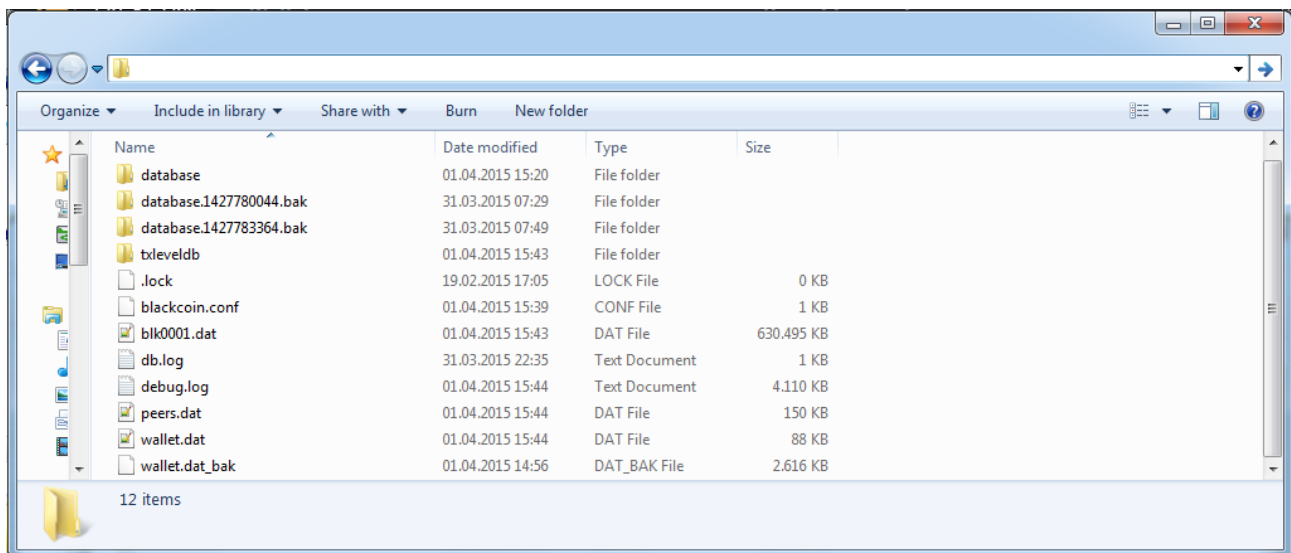 Organize Include in library Share with Burn New folder
Name Date modified Type Size
database 01.04.2015 15:20 File folder
database.1427780044.bak 31.03.2015 07:29 File folder
database.1427783364.bak 31.03.2015 07:49 File folder
txleveldb 01.04.2015 15:43 File folder
.lock 19.02.2015 17:05 LOCK File 0 KB
blackcoin.conf 01.04.2015 15:39 CONF File 1 KB
blk0001.dat 01.04.2015 15:43 DAT File 630.495 KB
db.log 31.03.2015 22:35 Text Document 1 KB
debug.log 01.04.2015 15:44 Text Document 4.110 KB
peers.dat 01.04.2015 15:44 DAT File 150 KB
wallet.dat 01.04.2015 15:44 DAT File 88 KB
wallet.dat_bak 01.04.2015 14:56 DAT_BAK File 2.616 KB
12 items